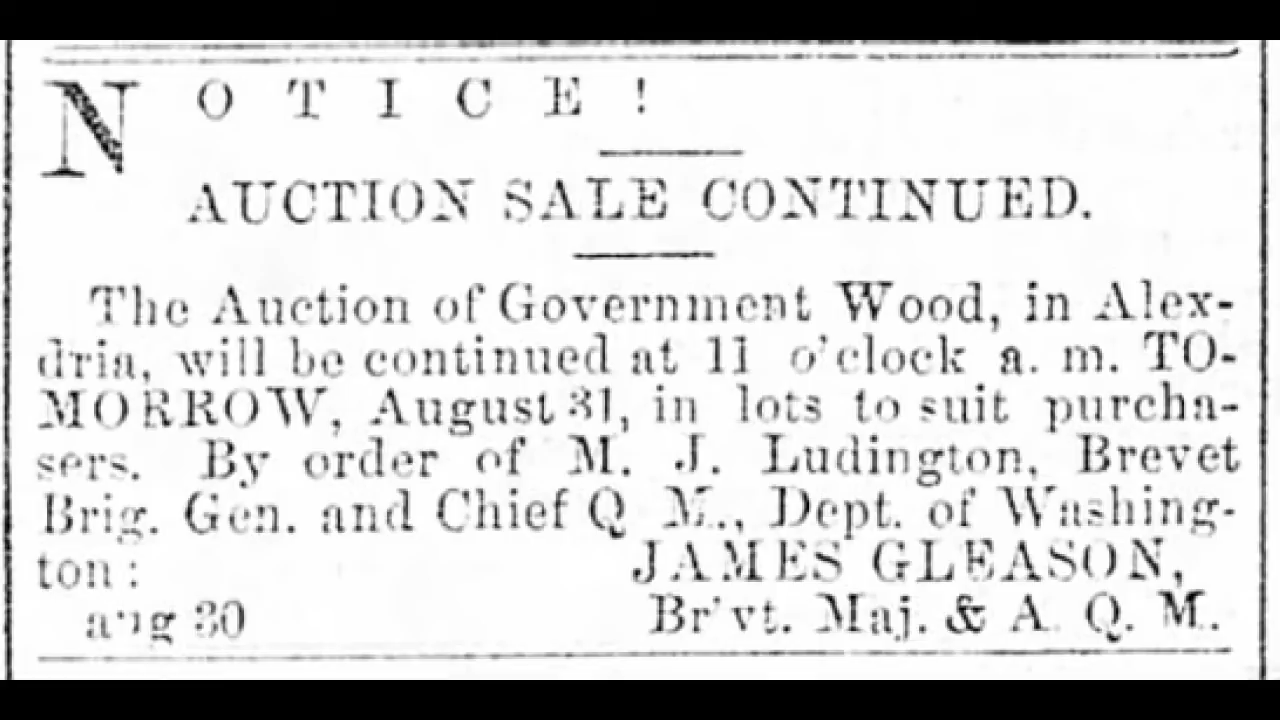 NOTICE!
AUCTION SALE CONTINUED.
The Auction of Government Wood, in Alex-
dria, will be continued at 11 o'clock a. m. TO-
MORROW, August 31, in lots to suit purcha-
sers. By order of M. J. Ludington, Brevet
Brig. Gen. and Chief Q M., Dept. of Washing-
ton:
JAMES GLEASON,
aug 30
Br'vt. Maj. & A. Q. M.